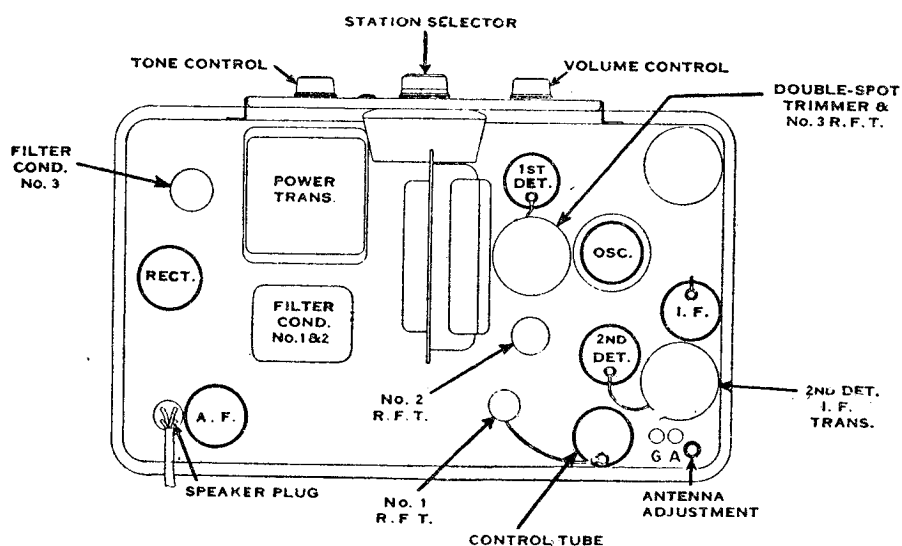 STATION SELECTOR
TONE CONTROL
VOLUME CONTROL
DOUBLE-SPOT
TRIMMER &
No. 3 R.F.T.
FILTER
COND.
No. 3
POWER
TRANS.
1ST
DET.
OSC.
RECT.
FILTER
COND.
No. 1&2
I. F.
2ND
DET.
No. 2
R.F.T.
2ND DET.
I. F.
TRANS.
A. F.
G A
SPEAKER PLUG
No. 1
R.F.T.
ANTENNA
ADJUSTMENT
CONTROL TUBE